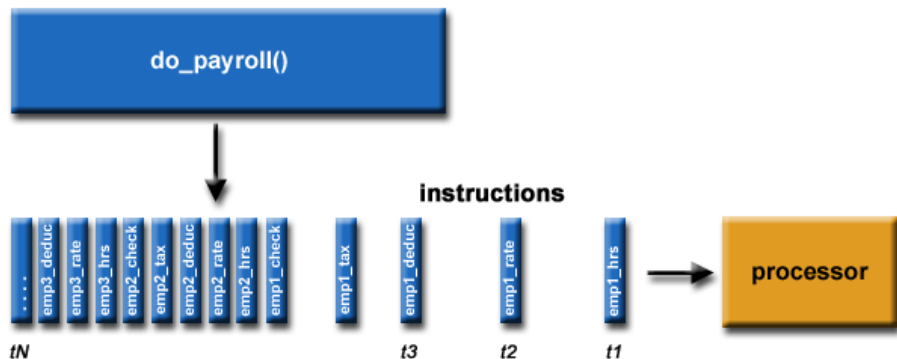 do_payroll()
instructions
....
emp3_deduc
emp3_rate
emp3_hrs
emp2_check
emp2_tax
emp2_deduc
emp2_rate
emp2_hrs
emp1_check
emp1_tax
emp1_deduc
emp1_rate
emp1_hrs
processor
tN
t3
t2
t1